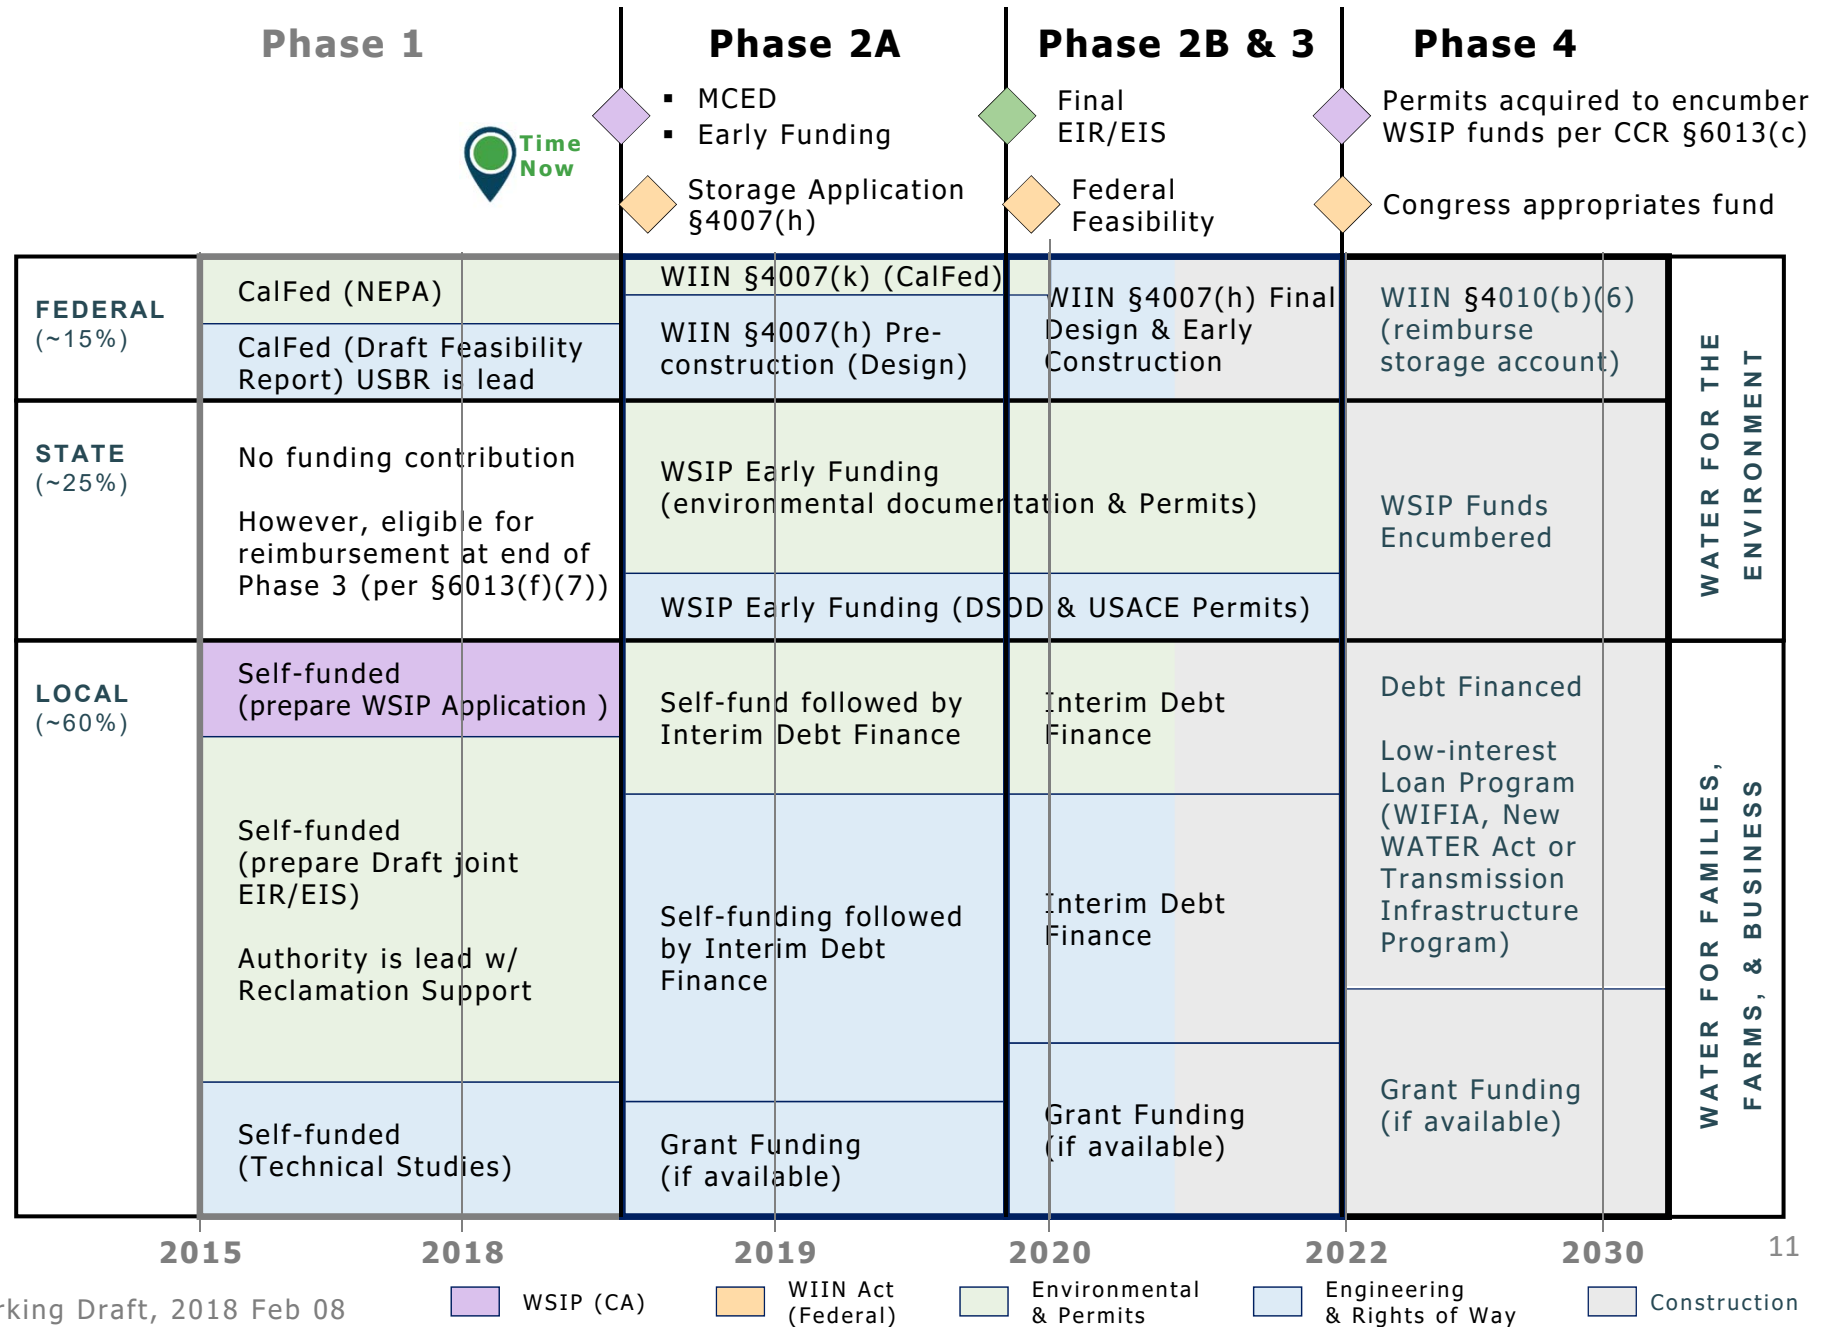 Phase 1
Phase 2A
Phase 2B & 3
Phase 4
Time
Now
▪ MCED
▪ Early Funding
Storage Application
§4007(h)
Final
EIR/EIS
Federal
Feasibility
Permits acquired to encumber
WSIP funds per CCR §6013(c)
Congress appropriates fund
FEDERAL
(~15%)
CalFed (NEPA)
CalFed (Draft Feasibility
Report) USBR is lead
WIIN §4007(k) (CalFed)
WIIN §4007(h) Pre-
construction (Design)
WIIN §4007(h) Final
Design & Early
Construction
WIIN §4010(b)(6)
(reimburse
storage account)
STATE
(~25%)
No funding contribution
However, eligible for
reimbursement at end of
Phase 3 (per §6013(f)(7))
WSIP Early Funding
(environmental documentation & Permits)
WSIP Early Funding (DSOD & USACE Permits)
WSIP Funds
Encumbered
WATER FOR THE
ENVIRONMENT
LOCAL
(~60%)
Self-funded
(prepare WSIP Application )
Self-funded
(prepare Draft joint
EIR/EIS)
Authority is lead w/
Reclamation Support
Self-funded
(Technical Studies)
Self-fund followed by
Interim Debt Finance
Self-funding followed
by Interim Debt
Finance
Grant Funding
(if available)
Interim Debt
Finance
Interim Debt
Finance
Grant Funding
(if available)
Debt Financed
Low-interest
Loan Program
(WIFIA, New
WATER Act or
Transmission
Infrastructure
Program)
Grant Funding
(if available)
WATER FOR FAMILIES,
FARMS, & BUSINESS
2015
2018
2019
2020
2022
2030
11
rking Draft, 2018 Feb 08
WSIP (CA)
WIIN Act
(Federal)
Environmental
& Permits
Engineering
& Rights of Way
Construction